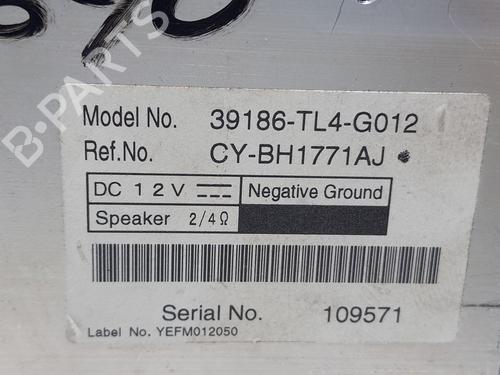 B-PARTS
Model No. 39186-TL4-G012
Ref.No. CY-BH1771AJ
DC 12V Negative Ground
Speaker 2/4Ω
Serial No. 109571
Label No. YEFM012050